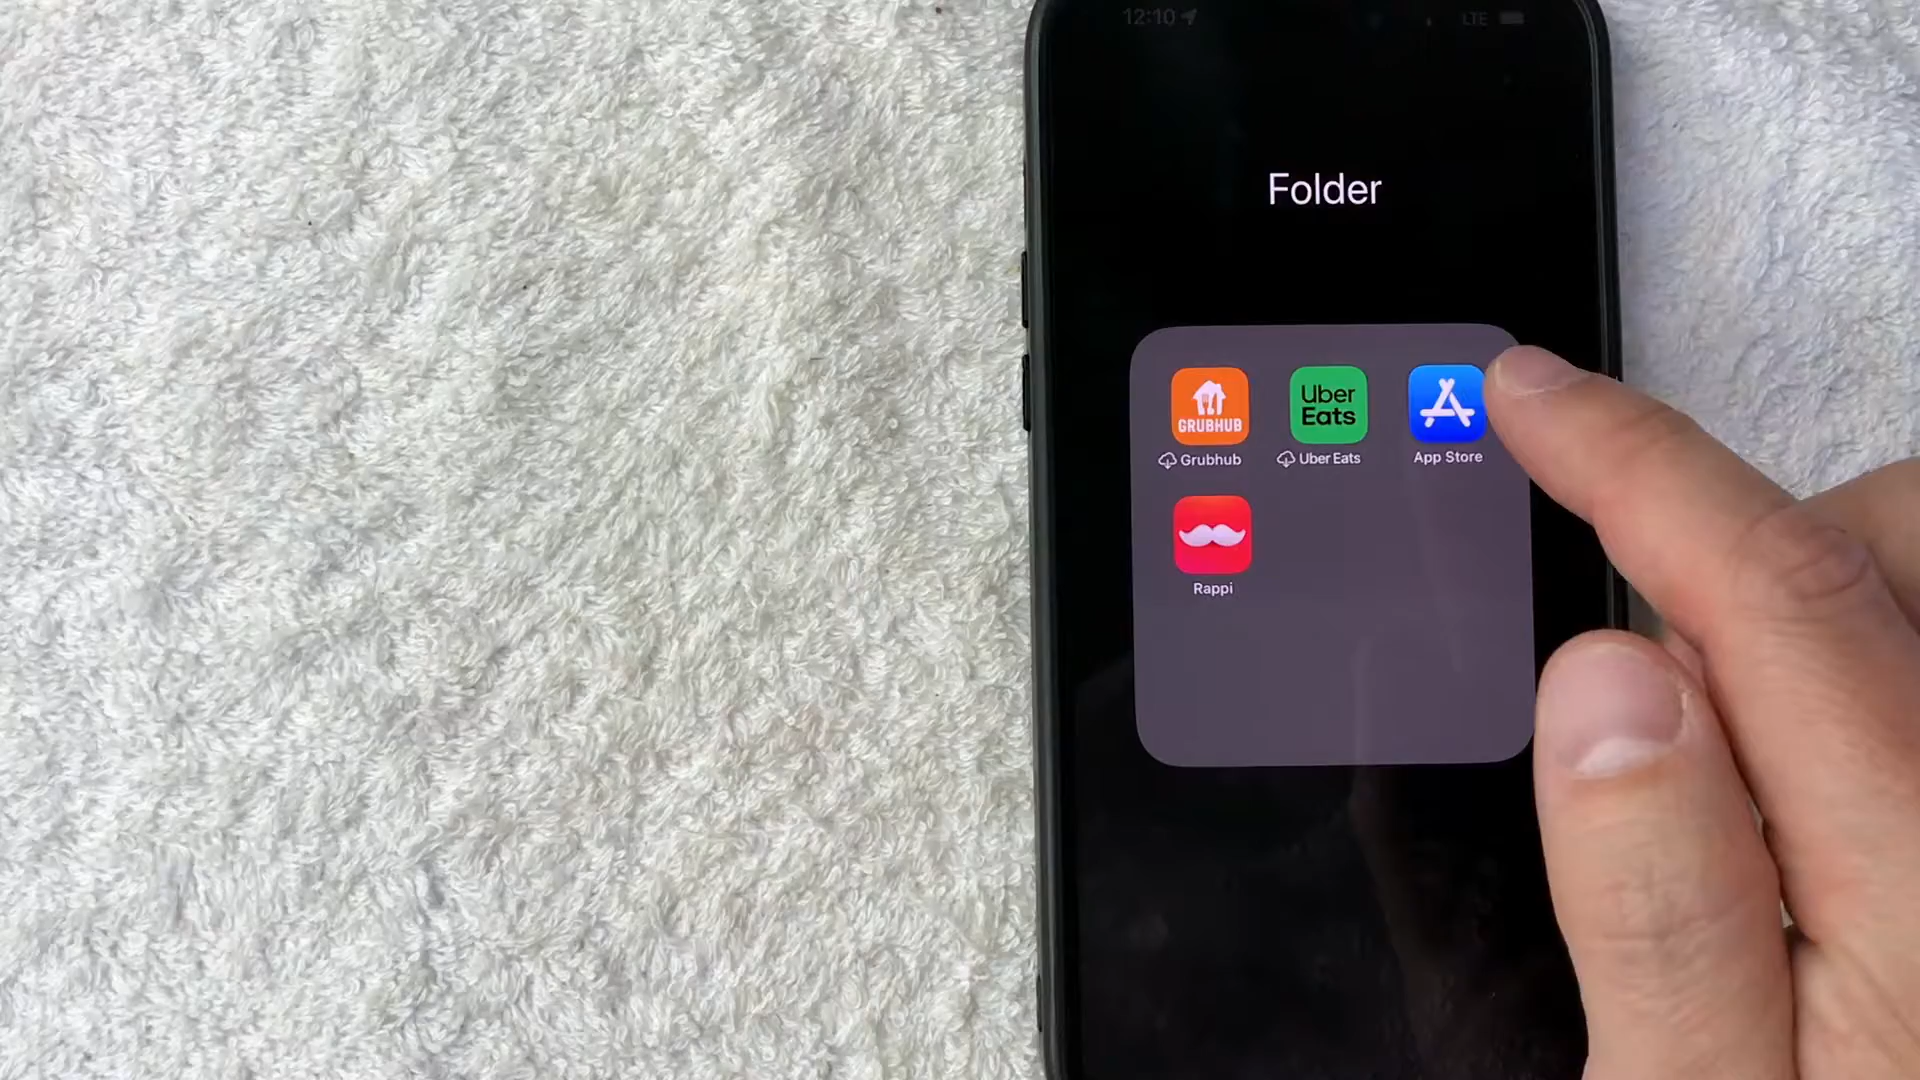 12:10
LTE
Folder
GRUBHUB
Uber
Eats
Grubhub
Uber Eats
App Store
Rappi